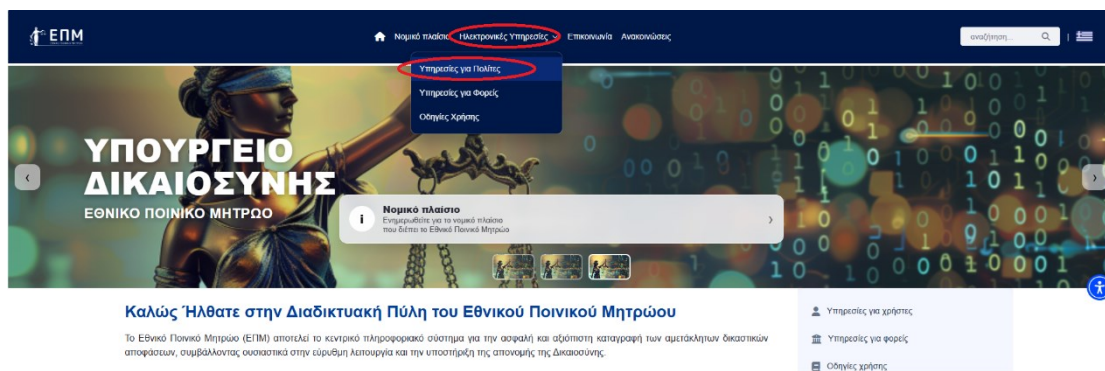 ΕΠΜ
Νομικό πλαίσιο Ηλεκτρονικές Υπηρεσίες Επικοινωνία Ανακοινώσεις
αναζήτηση...
Υπηρεσίες για Πολίτες
Υπηρεσίες για Φορείς
Οδηγίες Χρήσης
ΥΠΟΥΡΓΕΙΟ
ΔΙΚΑΙΟΣΥΝΗΣ
ΕΘΝΙΚΟ ΠΟΙΝΙΚΟ ΜΗΤΡΩΟ
Νομικό πλαίσιο
Ενημερωθείτε για το νομικό πλαίσιο
που διέπει το Εθνικό Ποινικό Μητρώο
Καλώς Ήλθατε στην Διαδικτυακή Πύλη του Εθνικού Ποινικού Μητρώου
Το Εθνικό Ποινικό Μητρώο (ΕΠΜ) αποτελεί το κεντρικό πληροφοριακό σύστημα για την ασφαλή και αξιόπιστη καταγραφή των αμετάκλητων δικαστικών
αποφάσεων, συμβάλλοντας ουσιαστικά στην εύρυθμη λειτουργία και την υποστήριξη της απονομής της Δικαιοσύνης.
Υπηρεσίες για χρήστες
Υπηρεσίες για φορείς
Οδηγίες χρήσης